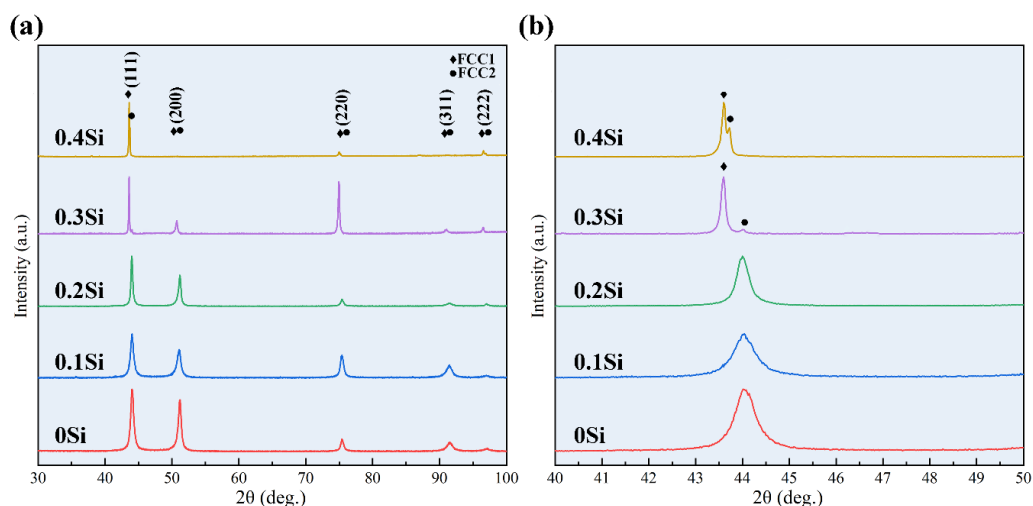 (a)
♦FCC1
●FCC2
♦(111)
♦●(200)
♦●(220)
♦●(311)
♦●(222)
0.4Si
0.3Si
0.2Si
0.1Si
0Si
Intensity (a.u.)
30 40 50 60 70 80 90 100
2θ (deg.)
(b)
0.4Si
0.3Si
0.2Si
0.1Si
0Si
Intensity (a.u.)
40 41 42 43 44 45 46 47 48 49 50
2θ (deg.)